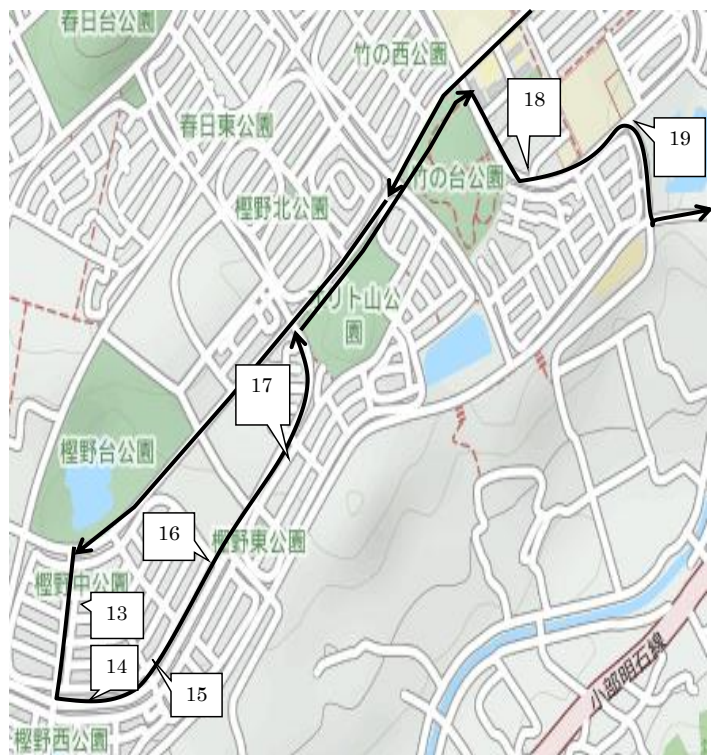 春日台公園
竹の西公園
18
春日東公園
19
竹の台公園
樫野北公園
エリト山公
園
17
樫野台公園
16
樫野東公園
樫野中公園
13
14
15
小部明石線
樫野西公園